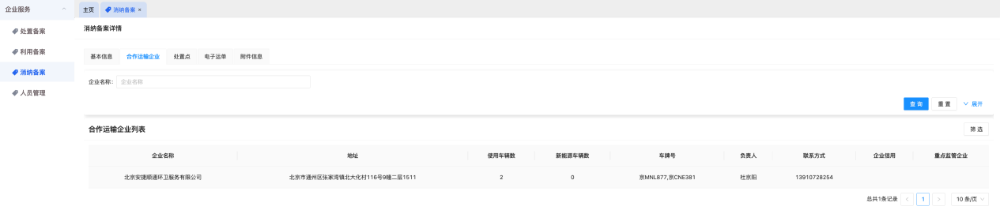 企业服务
主页 消纳备案 ×
处置备案
利用备案
消纳备案
人员管理
消纳备案详情
基本信息 合作运输企业 处置点 电子运单 附件信息
企业名称: 企业名称
查 询 重 置 展开
合作运输企业列表 筛 选
企业名称 地址 使用车辆数 新能源车辆数 车牌号 负责人 联系方式 企业信用 重点监管企业
北京安捷顺通环卫服务有限公司 北京市通州区张家湾镇北大化村116号9幢二层1511 2 0 京MNL877,京CNE381 杜京阳 13910728254
总共1条记录 < 1 > 10 条/页